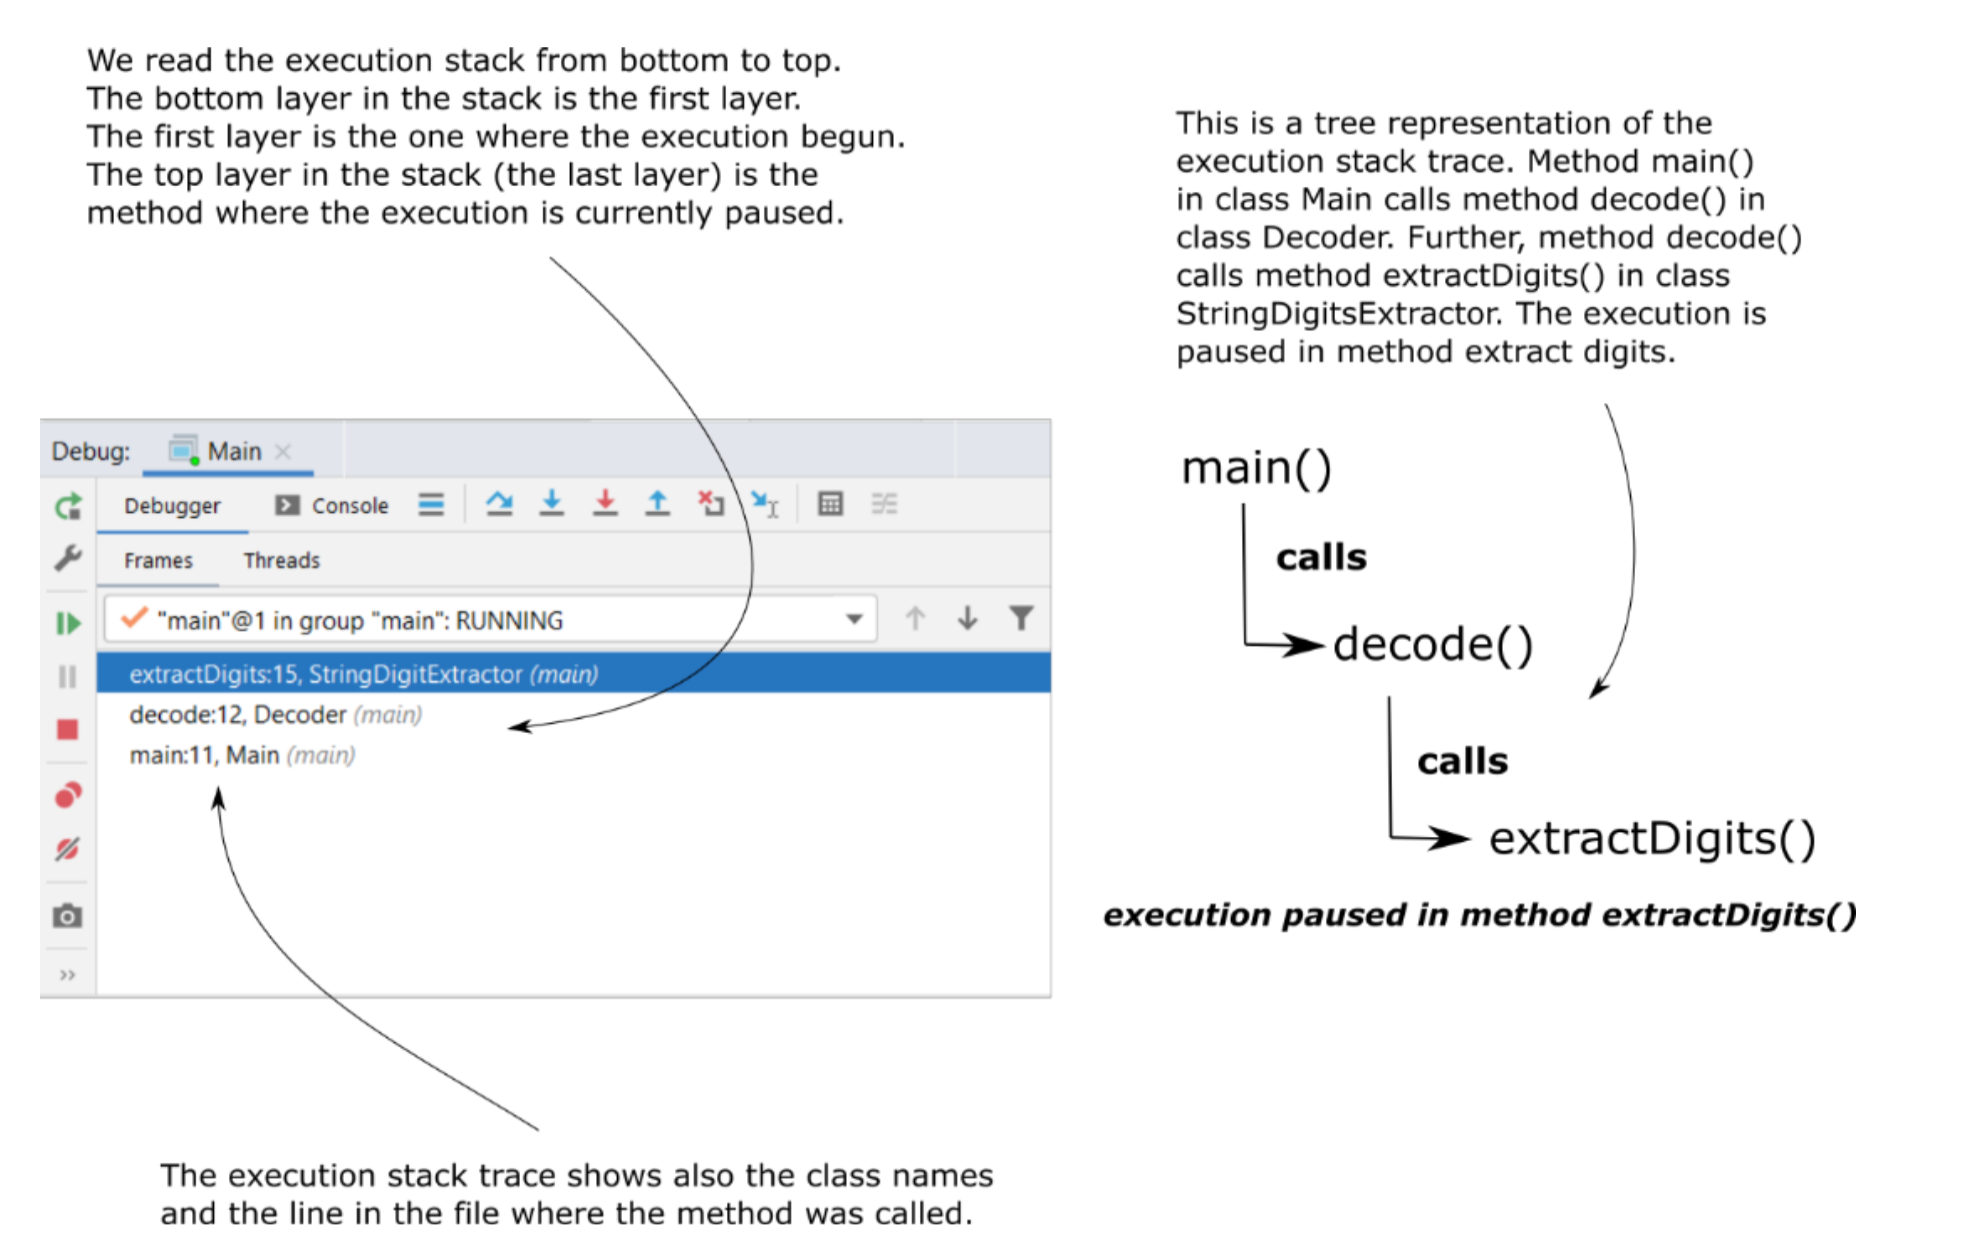 We read the execution stack from bottom to top.
The bottom layer in the stack is the first layer.
The first layer is the one where the execution begun.
The top layer in the stack (the last layer) is the
method where the execution is currently paused.
This is a tree representation of the
execution stack trace. Method main()
in class Main calls method decode() in
class Decoder. Further, method decode()
calls method extractDigits() in class
StringDigitsExtractor. The execution is
paused in method extract digits.
Debug: Main
Debugger Console
Frames Threads
"main"@1 in group "main": RUNNING
extractDigits:15, StringDigitExtractor (main)
decode:12, Decoder (main)
main:11, Main (main)
main()
calls
decode()
calls
extractDigits()
execution paused in method extractDigits()
The execution stack trace shows also the class names
and the line in the file where the method was called.